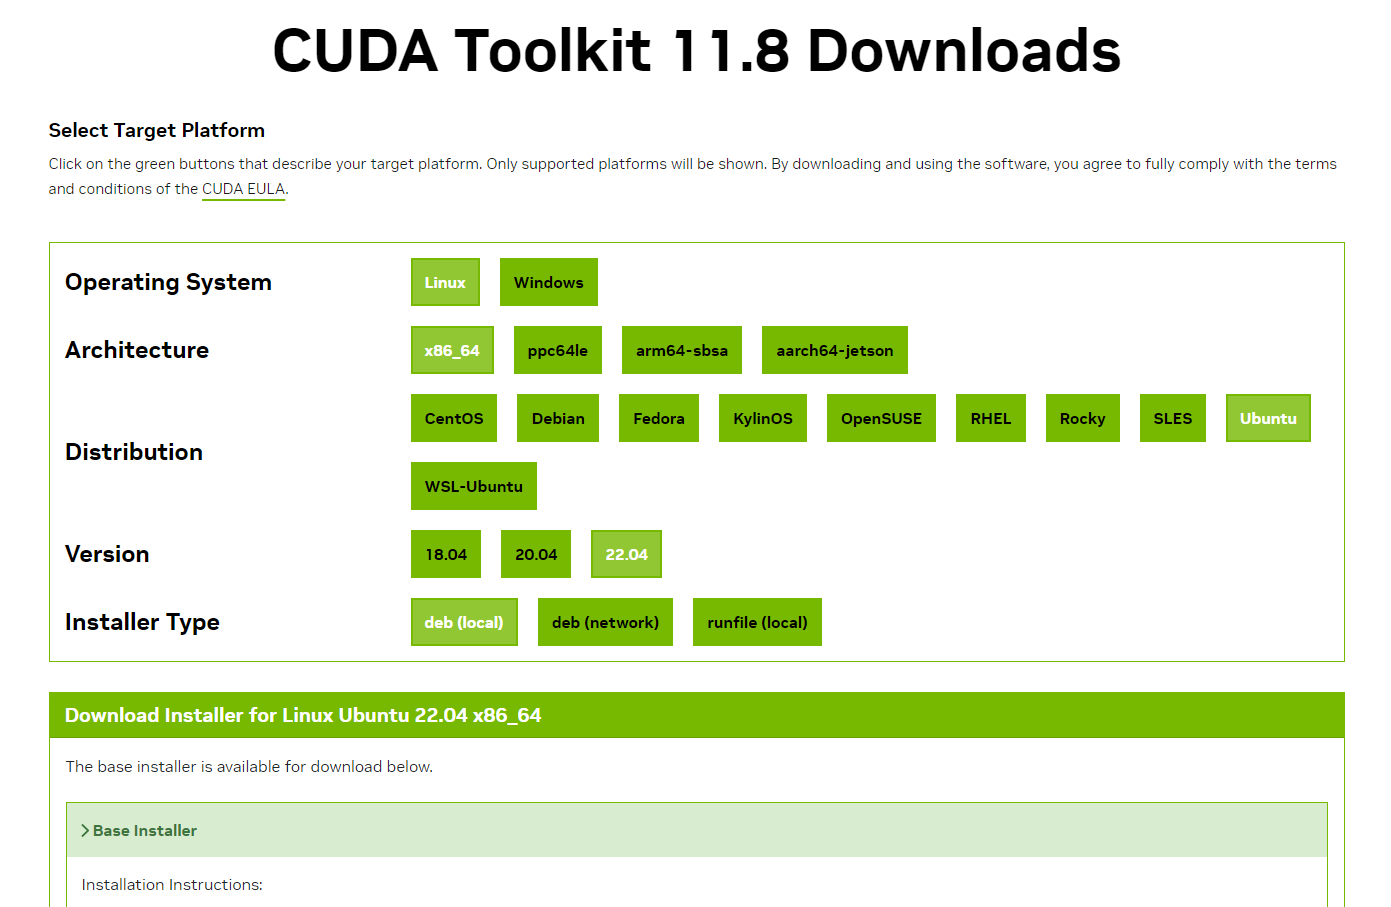 CUDA Toolkit 11.8 Downloads
Select Target Platform
Click on the green buttons that describe your target platform. Only supported platforms will be shown. By downloading and using the software, you agree to fully comply with the terms
and conditions of the CUDA EULA.
Operating System
Linux Windows
Architecture
x86_64 ppc64le arm64-sbsa aarch64-jetson
Distribution
CentOS Debian Fedora KylinOS OpenSUSE RHEL Rocky SLES Ubuntu
WSL-Ubuntu
Version
18.04 20.04 22.04
Installer Type
deb (local) deb (network) runfile (local)
Download Installer for Linux Ubuntu 22.04 x86_64
The base installer is available for download below.
Base Installer
Installation Instructions: